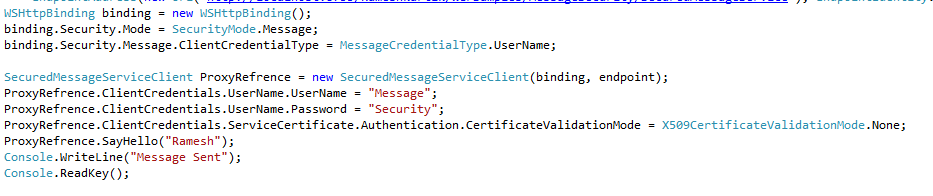 WSHttpBinding binding = new WSHttpBinding();
binding.Security.Mode = SecurityMode.Message;
binding.Security.Message.ClientCredentialType = MessageCredentialType.UserName;
SecuredMessageServiceClient ProxyRefrence = new SecuredMessageServiceClient(binding, endpoint);
ProxyRefrence.ClientCredentials.UserName.UserName = "Message";
ProxyRefrence.ClientCredentials.UserName.Password = "Security";
ProxyRefrence.ClientCredentials.ServiceCertificate.Authentication.CertificateValidationMode = X509CertificateValidationMode.None;
ProxyRefrence.SayHello("Ramesh");
Console.WriteLine("Message Sent");
Console.ReadKey();